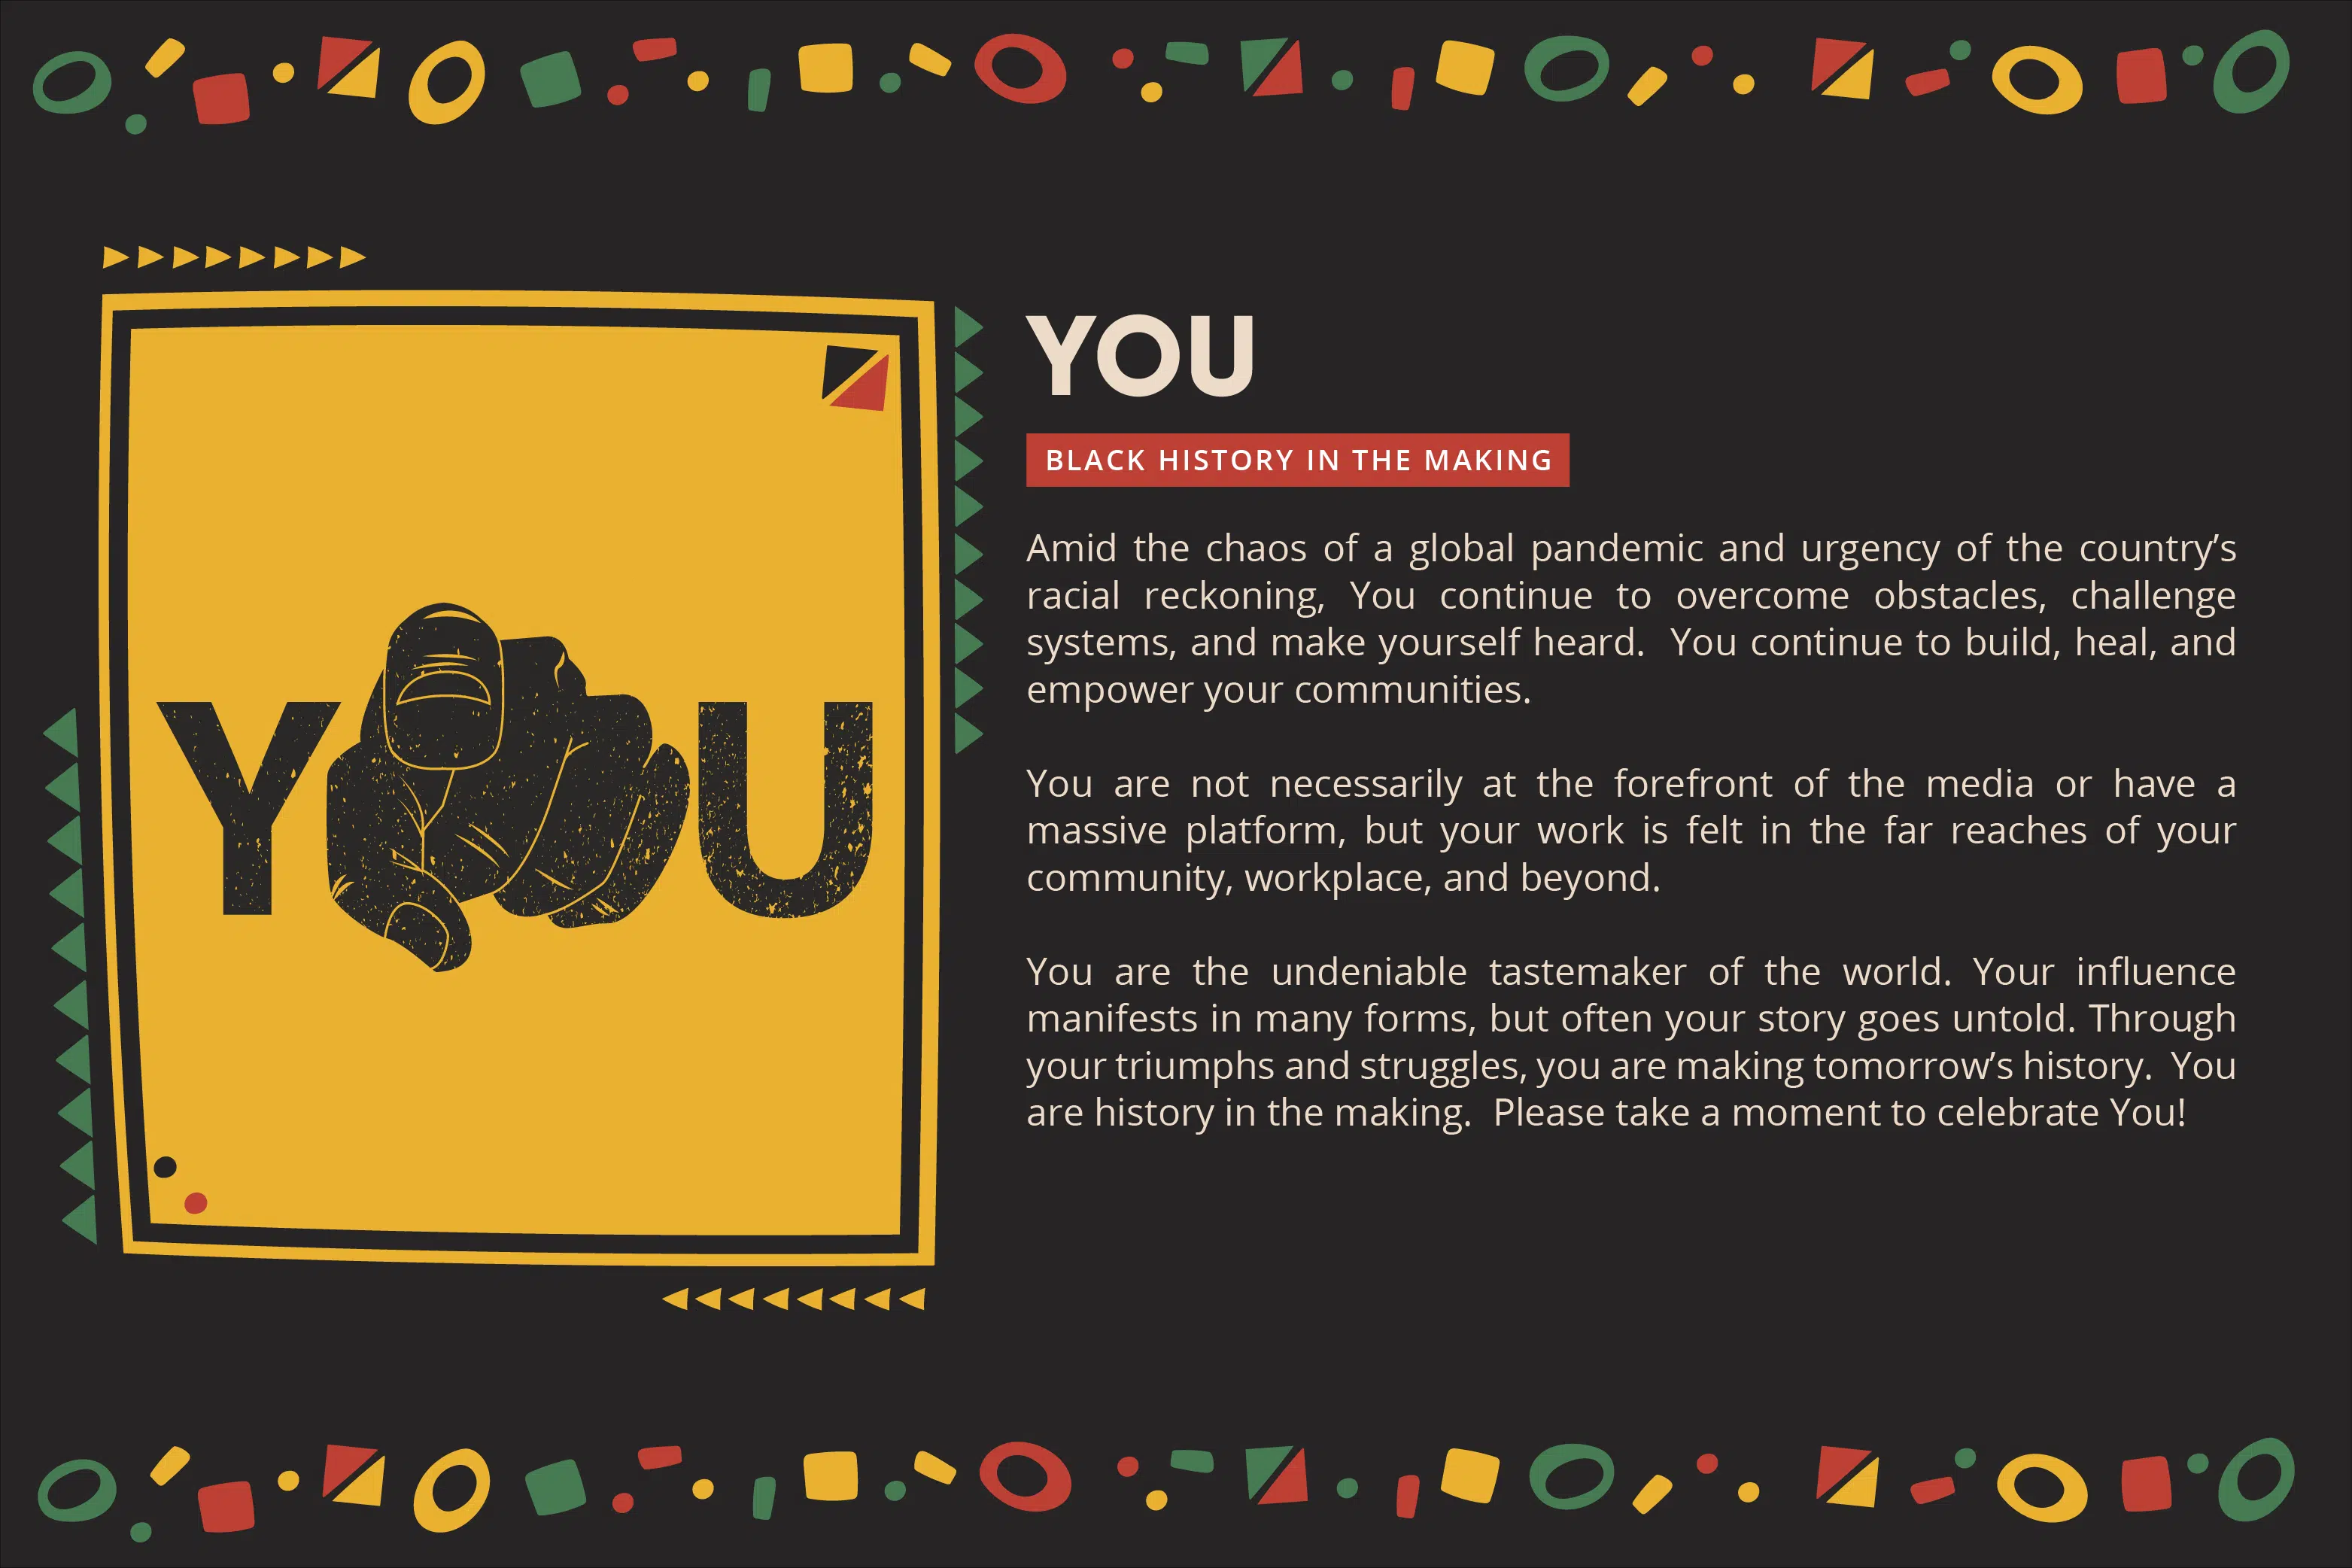 YOU
YOU
BLACK HISTORY IN THE MAKING
Amid the chaos of a global pandemic and urgency of the country’s
racial reckoning, You continue to overcome obstacles, challenge
systems, and make yourself heard.  You continue to build, heal, and
empower your communities.
You are not necessarily at the forefront of the media or have a
massive platform, but your work is felt in the far reaches of your
community, workplace, and beyond.
You are the undeniable tastemaker of the world. Your influence
manifests in many forms, but often your story goes untold. Through
your triumphs and struggles, you are making tomorrow’s history.  You
are history in the making.  Please take a moment to celebrate You!